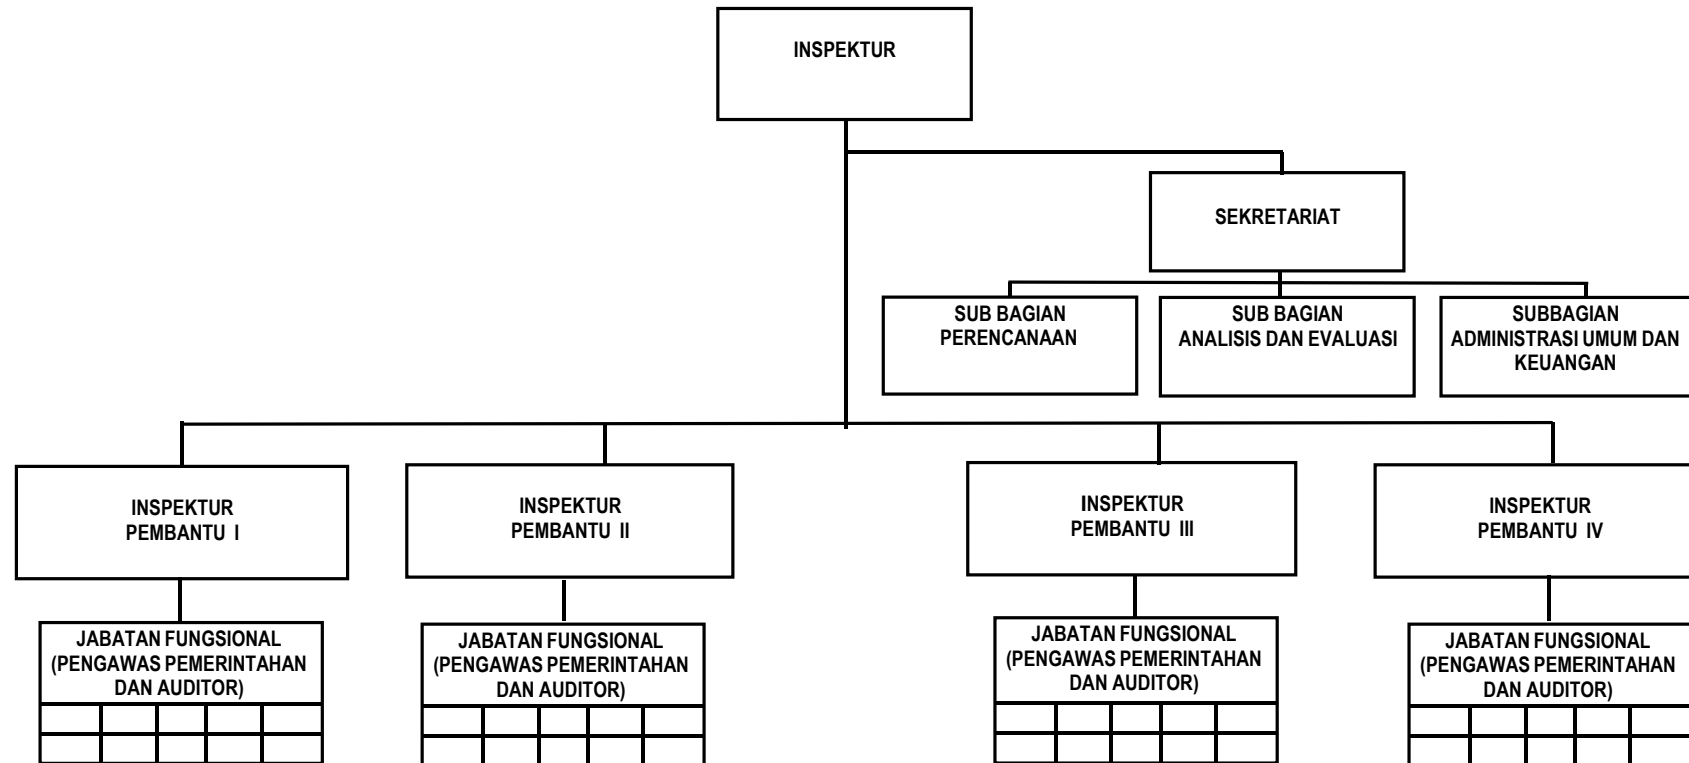 INSPEKTUR
SEKRETARIAT
SUB BAGIAN
PERENCANAAN
SUB BAGIAN
ANALISIS DAN EVALUASI
SUBBAGIAN
ADMINISTRASI UMUM DAN
KEUANGAN
INSPEKTUR
PEMBANTU I
INSPEKTUR
PEMBANTU II
INSPEKTUR
PEMBANTU III
INSPEKTUR
PEMBANTU IV
JABATAN FUNGSIONAL
(PENGAWAS PEMERINTAHAN
DAN AUDITOR)
JABATAN FUNGSIONAL
(PENGAWAS PEMERINTAHAN
DAN AUDITOR)
JABATAN FUNGSIONAL
(PENGAWAS PEMERINTAHAN
DAN AUDITOR)
JABATAN FUNGSIONAL
(PENGAWAS PEMERINTAHAN
DAN AUDITOR)